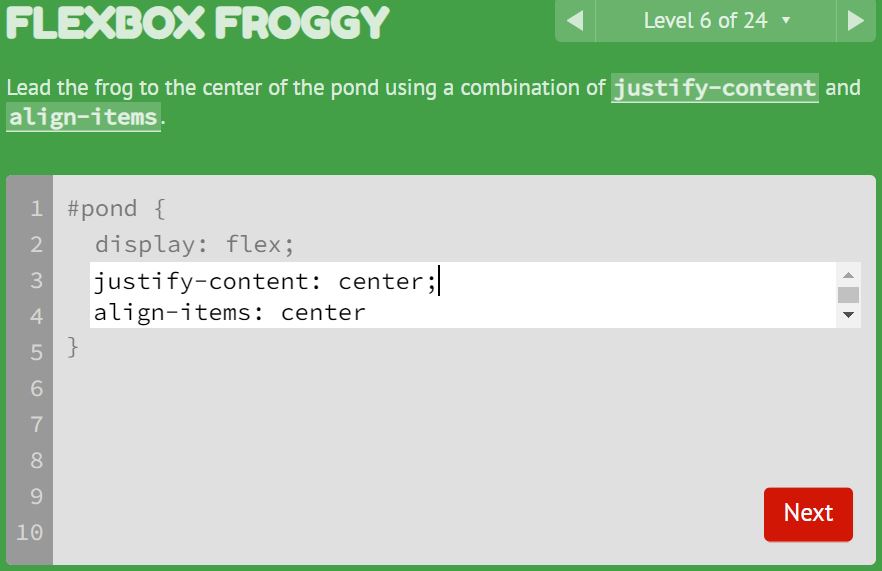 FLEXBOX FROGGY
Level 6 of 24
Lead the frog to the center of the pond using a combination of justify-content and
align-items.
1 #pond {
2 display: flex;
3 justify-content: center;
4 align-items: center
5 }
6
7
8
9
10
Next